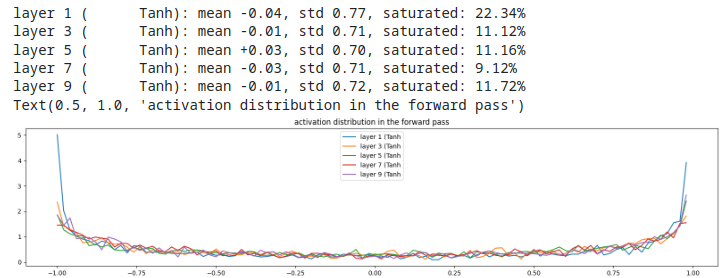 layer 1 (      Tanh): mean -0.04, std 0.77, saturated: 22.34%
layer 3 (      Tanh): mean -0.01, std 0.71, saturated: 11.12%
layer 5 (      Tanh): mean +0.03, std 0.70, saturated: 11.16%
layer 7 (      Tanh): mean -0.03, std 0.71, saturated: 9.12%
layer 9 (      Tanh): mean -0.01, std 0.72, saturated: 11.72%
Text(0.5, 1.0, 'activation distribution in the forward pass')
activation distribution in the forward pass
layer 1 (Tanh
layer 3 (Tanh
layer 5 (Tanh
layer 7 (Tanh
layer 9 (Tanh
5
4
3
2
1
0
−1.00 −0.75 −0.50 −0.25 0.00 0.25 0.50 0.75 1.00